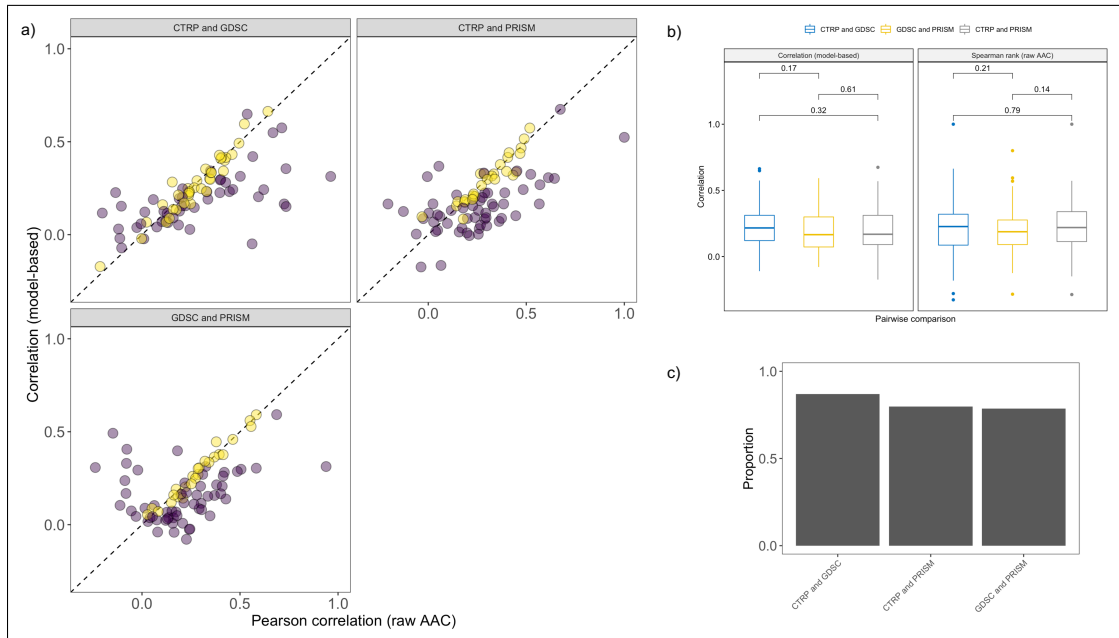 a)
CTRP and GDSC
CTRP and PRISM
1.0
0.5
0.0
0.0
0.5
1.0
GDSC and PRISM
1.0
0.5
0.0
0.0
0.5
1.0
Correlation (model-based)
Pearson correlation (raw AAC)
b)
CTRP and GDSC
GDSC and PRISM
CTRP and PRISM
Correlation (model-based)
Spearman rank (raw AAC)
0.17
0.61
0.32
0.21
0.14
0.79
1.0
0.5
0.0
Correlation
Pairwise comparison
c)
1.0
0.5
0.0
Proportion
CTRP and GDSC
CTRP and PRISM
GDSC and PRISM